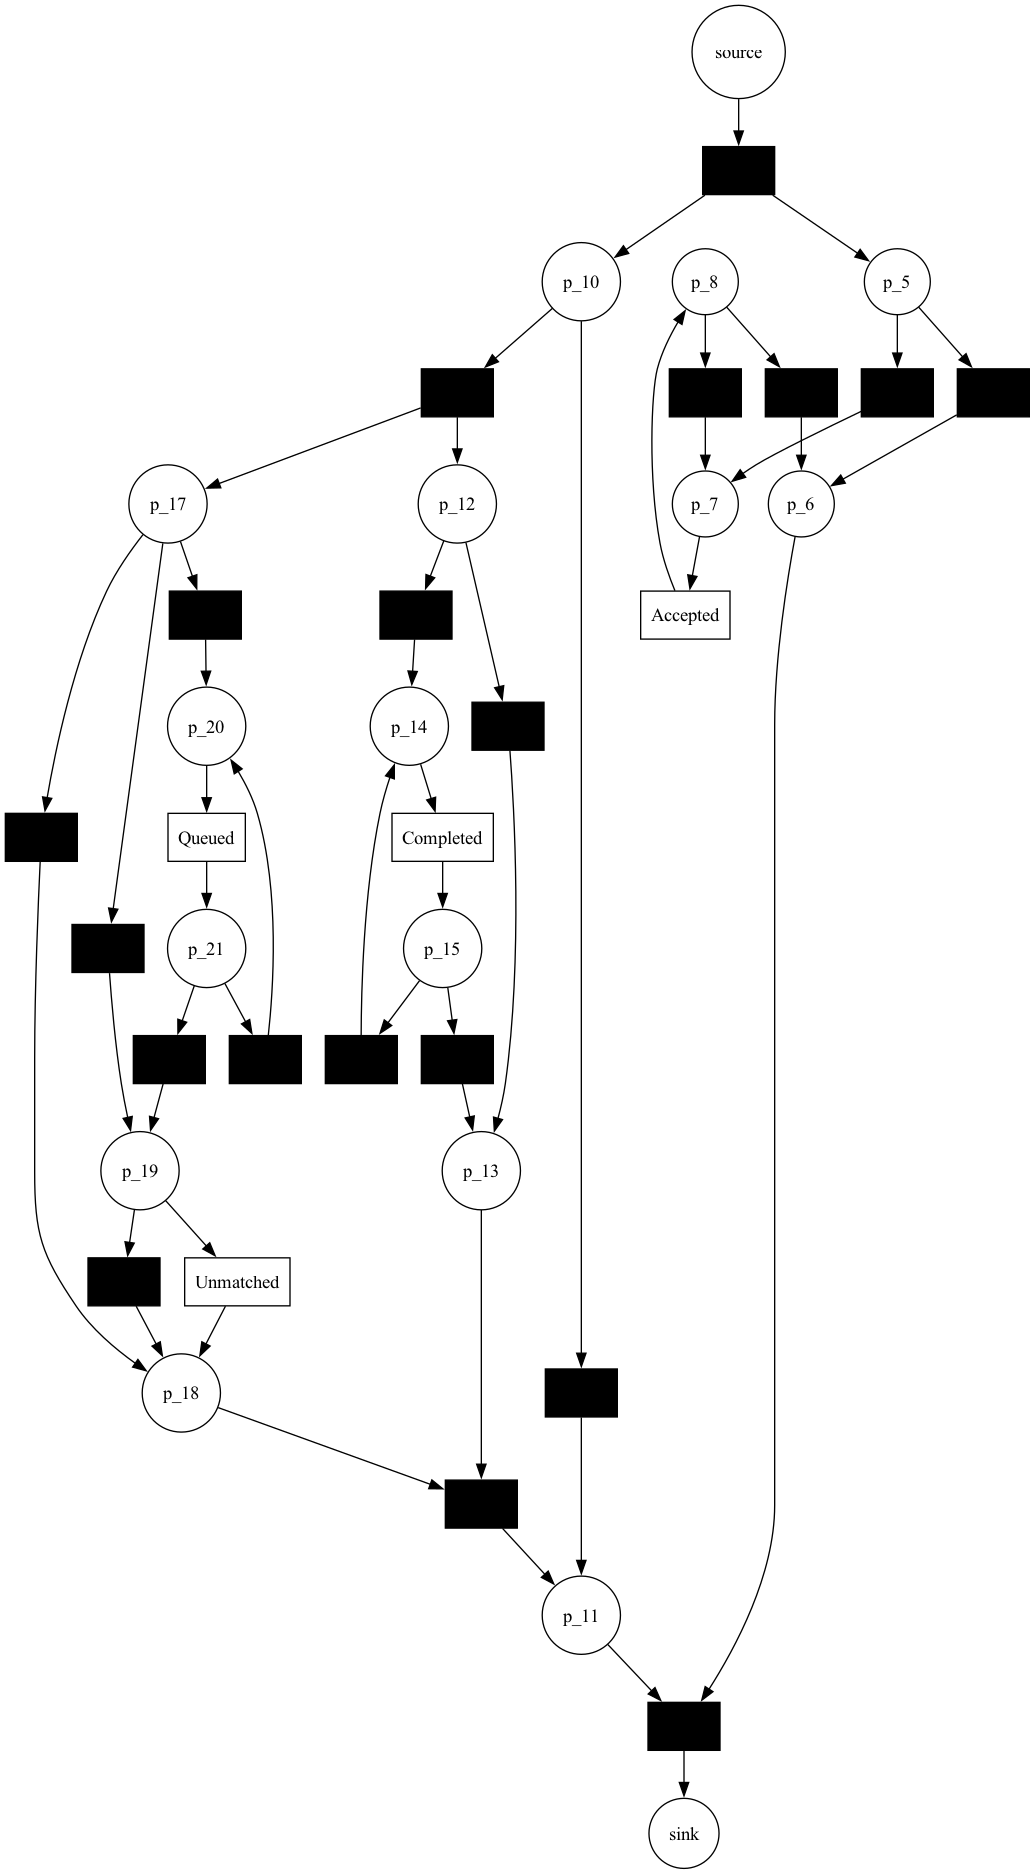 source
p_10
p_8
p_5
p_17
p_12
p_7
p_6
Accepted
p_20
p_14
Queued
Completed
p_21
p_15
p_19
p_13
Unmatched
p_18
p_11
sink